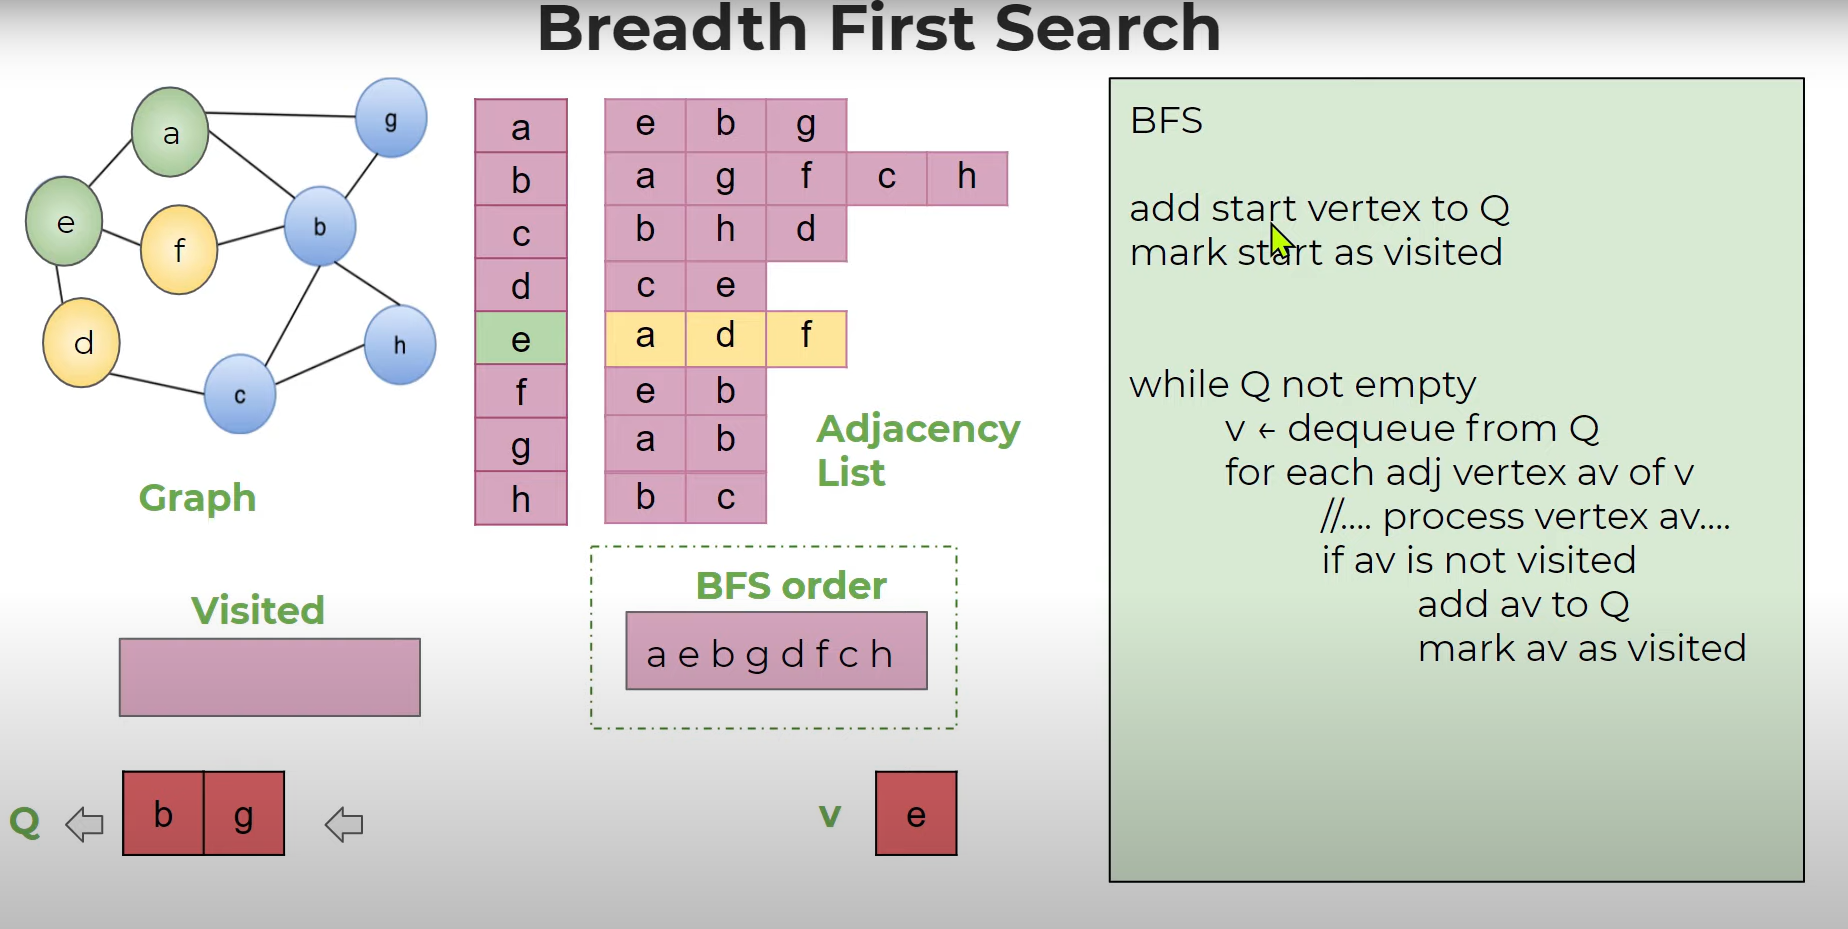 Breadth First Search
a
g
e
f
b
d
h
c
Graph
a
b
c
d
e
f
g
h
e b g
a g f c h
b h d
c e
a d f
e b
a b
b c
Adjacency
List
Visited
BFS order
a e b g d f c h
Q
b g
v
e
BFS
add start vertex to Q
mark start as visited
while Q not empty
v ← dequeue from Q
for each adj vertex av of v
//.... process vertex av....
if av is not visited
add av to Q
mark av as visited